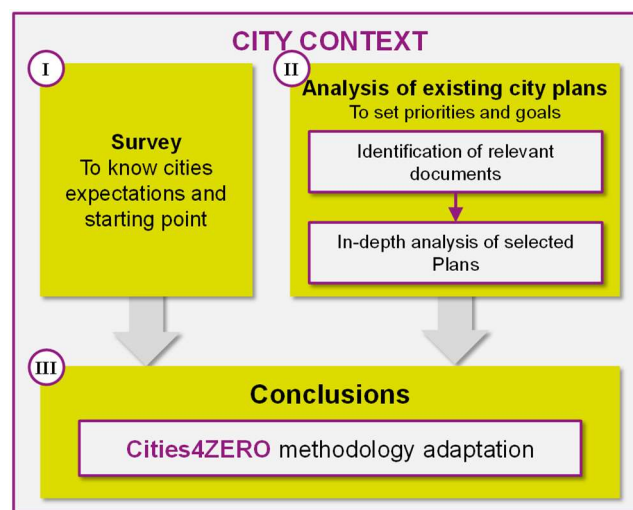 CITY CONTEXT
I
Survey
To know cities
expectations and
starting point
II
Analysis of existing city plans
To set priorities and goals
Identification of relevant
documents
In-depth analysis of selected
Plans
III
Conclusions
Cities4ZERO methodology adaptation